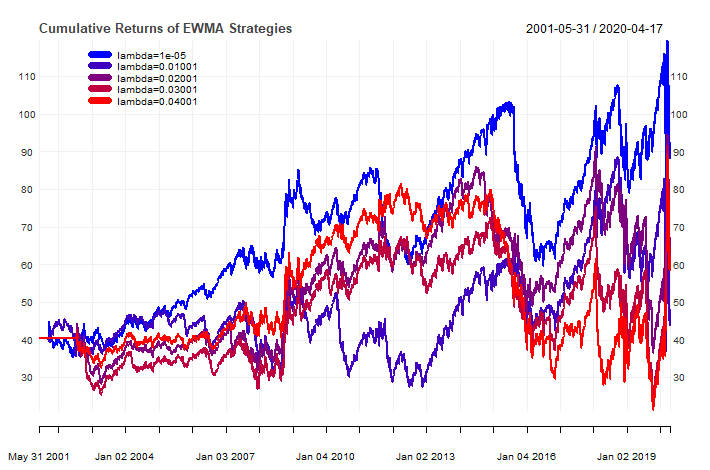 Cumulative Returns of EWMA Strategies 2001-05-31 / 2020-04-17
lambda=1e-05
lambda=0.01001
lambda=0.02001
lambda=0.03001
lambda=0.04001
110 110
100 100
90 90
80 80
70 70
60 60
50 50
40 40
30 30
May 31 2001 Jan 02 2004 Jan 03 2007 Jan 04 2010 Jan 02 2013 Jan 04 2016 Jan 02 2019